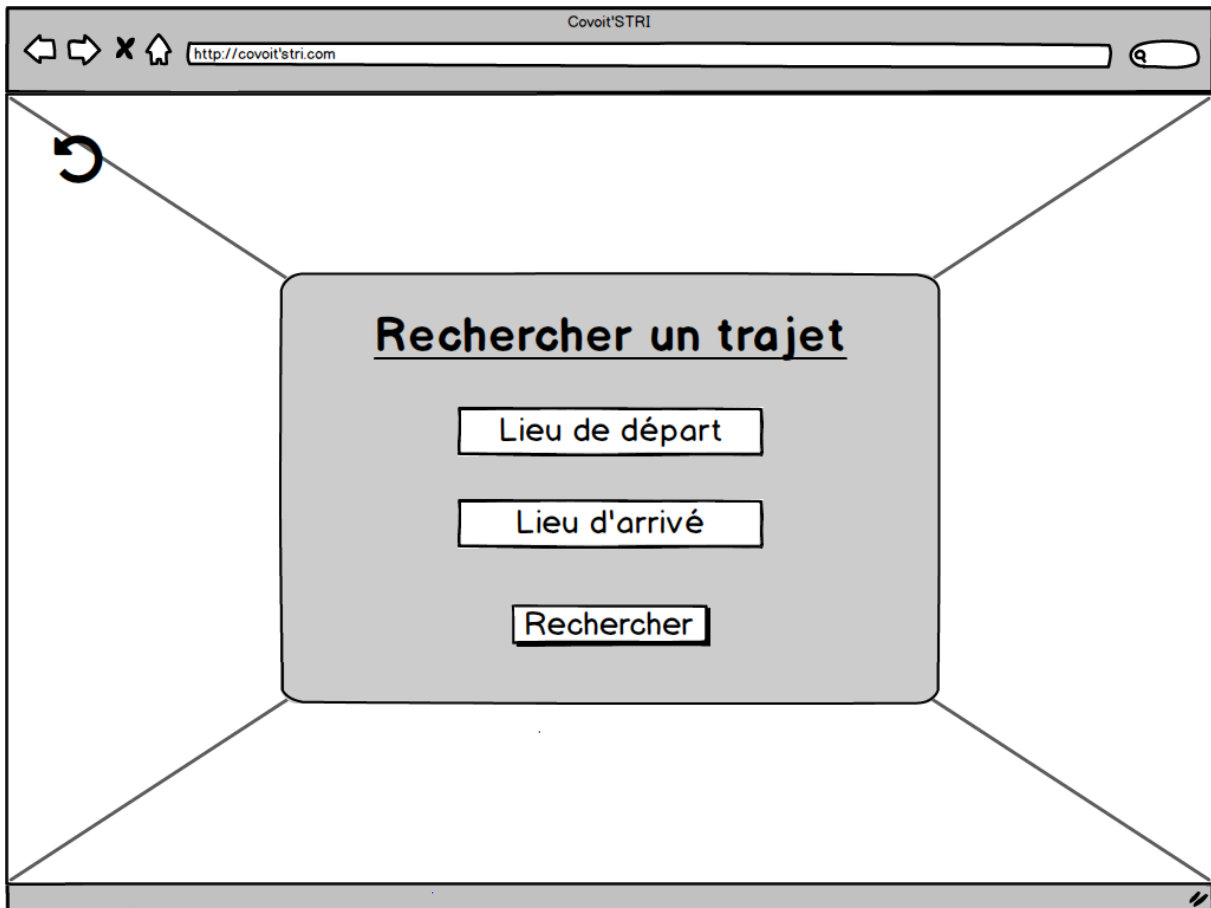 Covoit'STRI
http://covoit'stri.com
Rechercher un trajet
Lieu de départ
Lieu d'arrivé
Rechercher